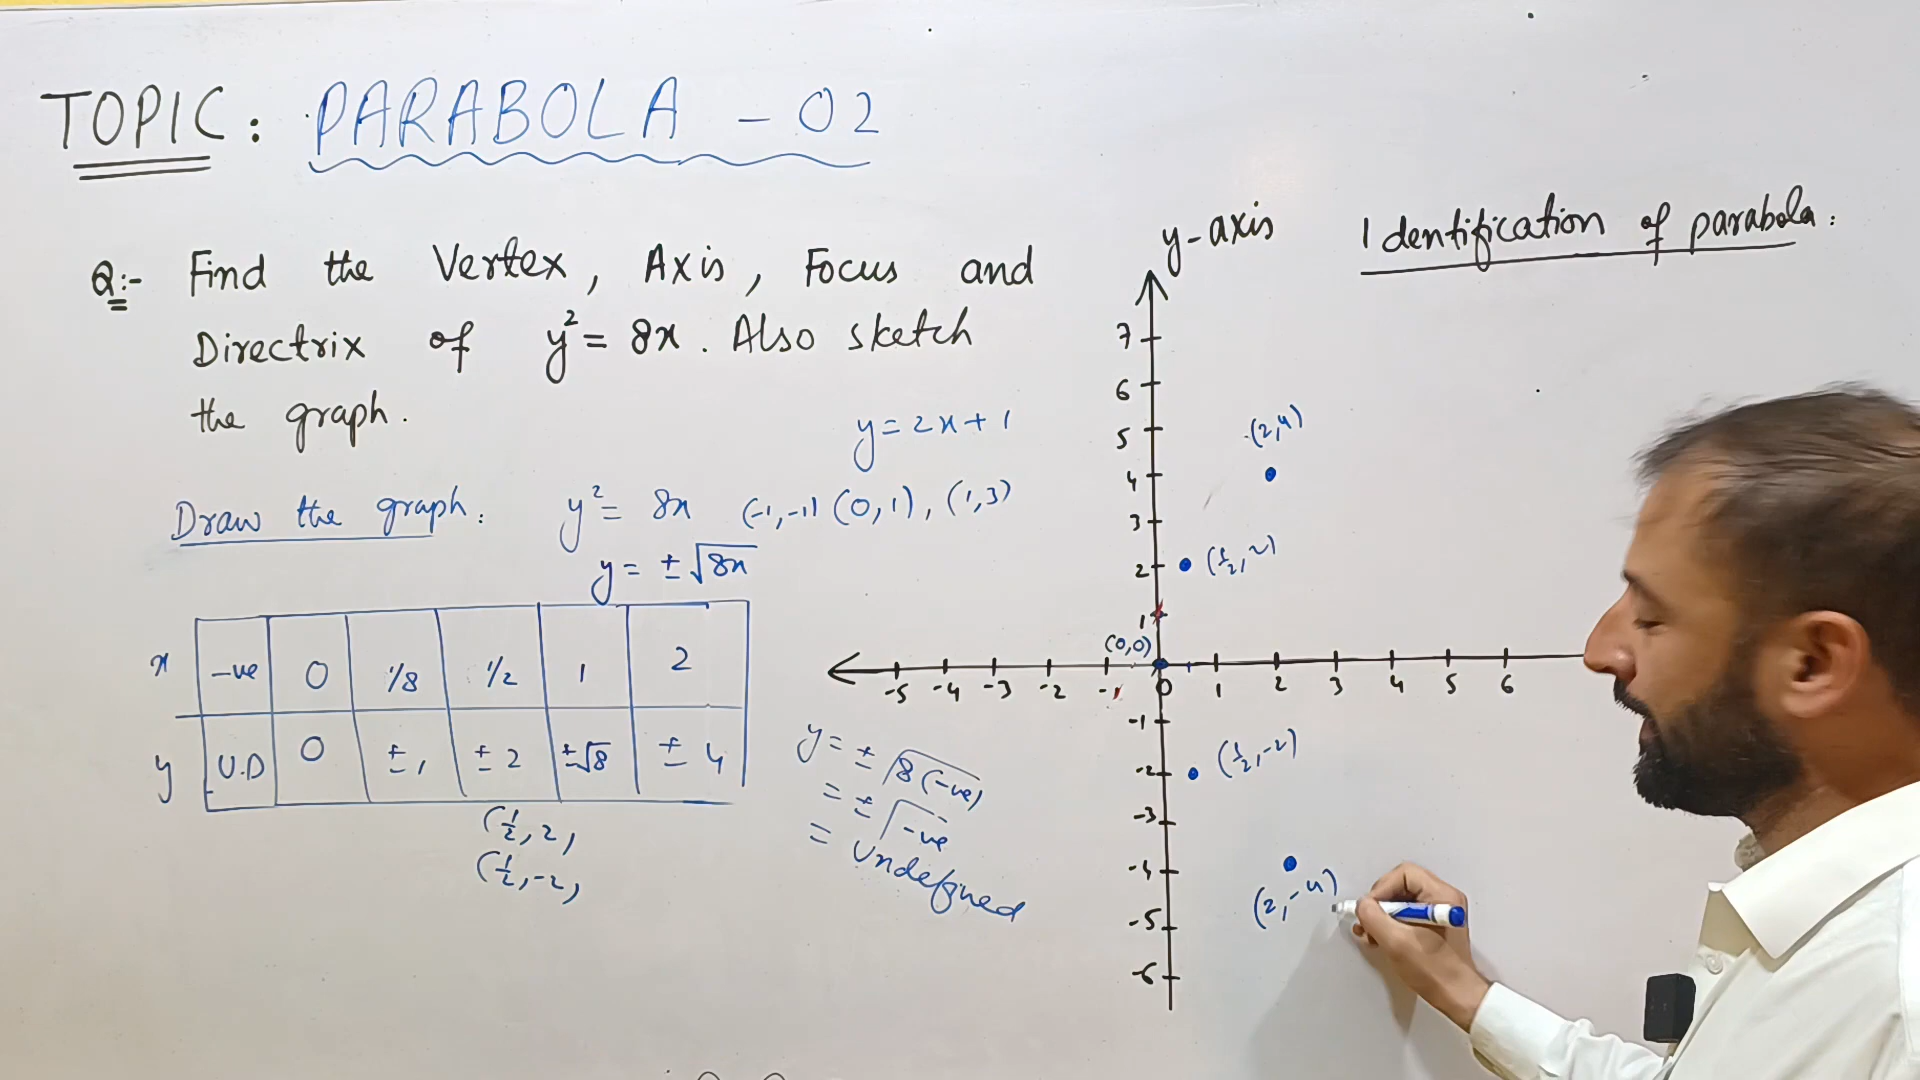 TOPIC: PARABOLA - 02
Q:- Find the Vertex, Axis, Focus and
Directrix of y² = 8x. Also sketch
the graph.
y = 2x + 1
Draw the graph: y² = 8x (-1,-1) (0,1), (1,3)
y = ±√8x
x -ve 0 1/8 1/2 1 2
y U.D 0 ±1 ±2 ±√8 ±4
(1/2, 2,
(1/2, -2,
y = ±√8(-ve)
= ±√-ve
= Undefined
y-axis
7
6
5
4
3
2
1
(0,0)
-5 -4 -3 -2 -1 0 1 2 3 4 5 6
-1
-2
-3
-4
-5
-6
(2,4)
(1/2, 2)
(1/2, -2)
(2, -4)
Identification of parabola: